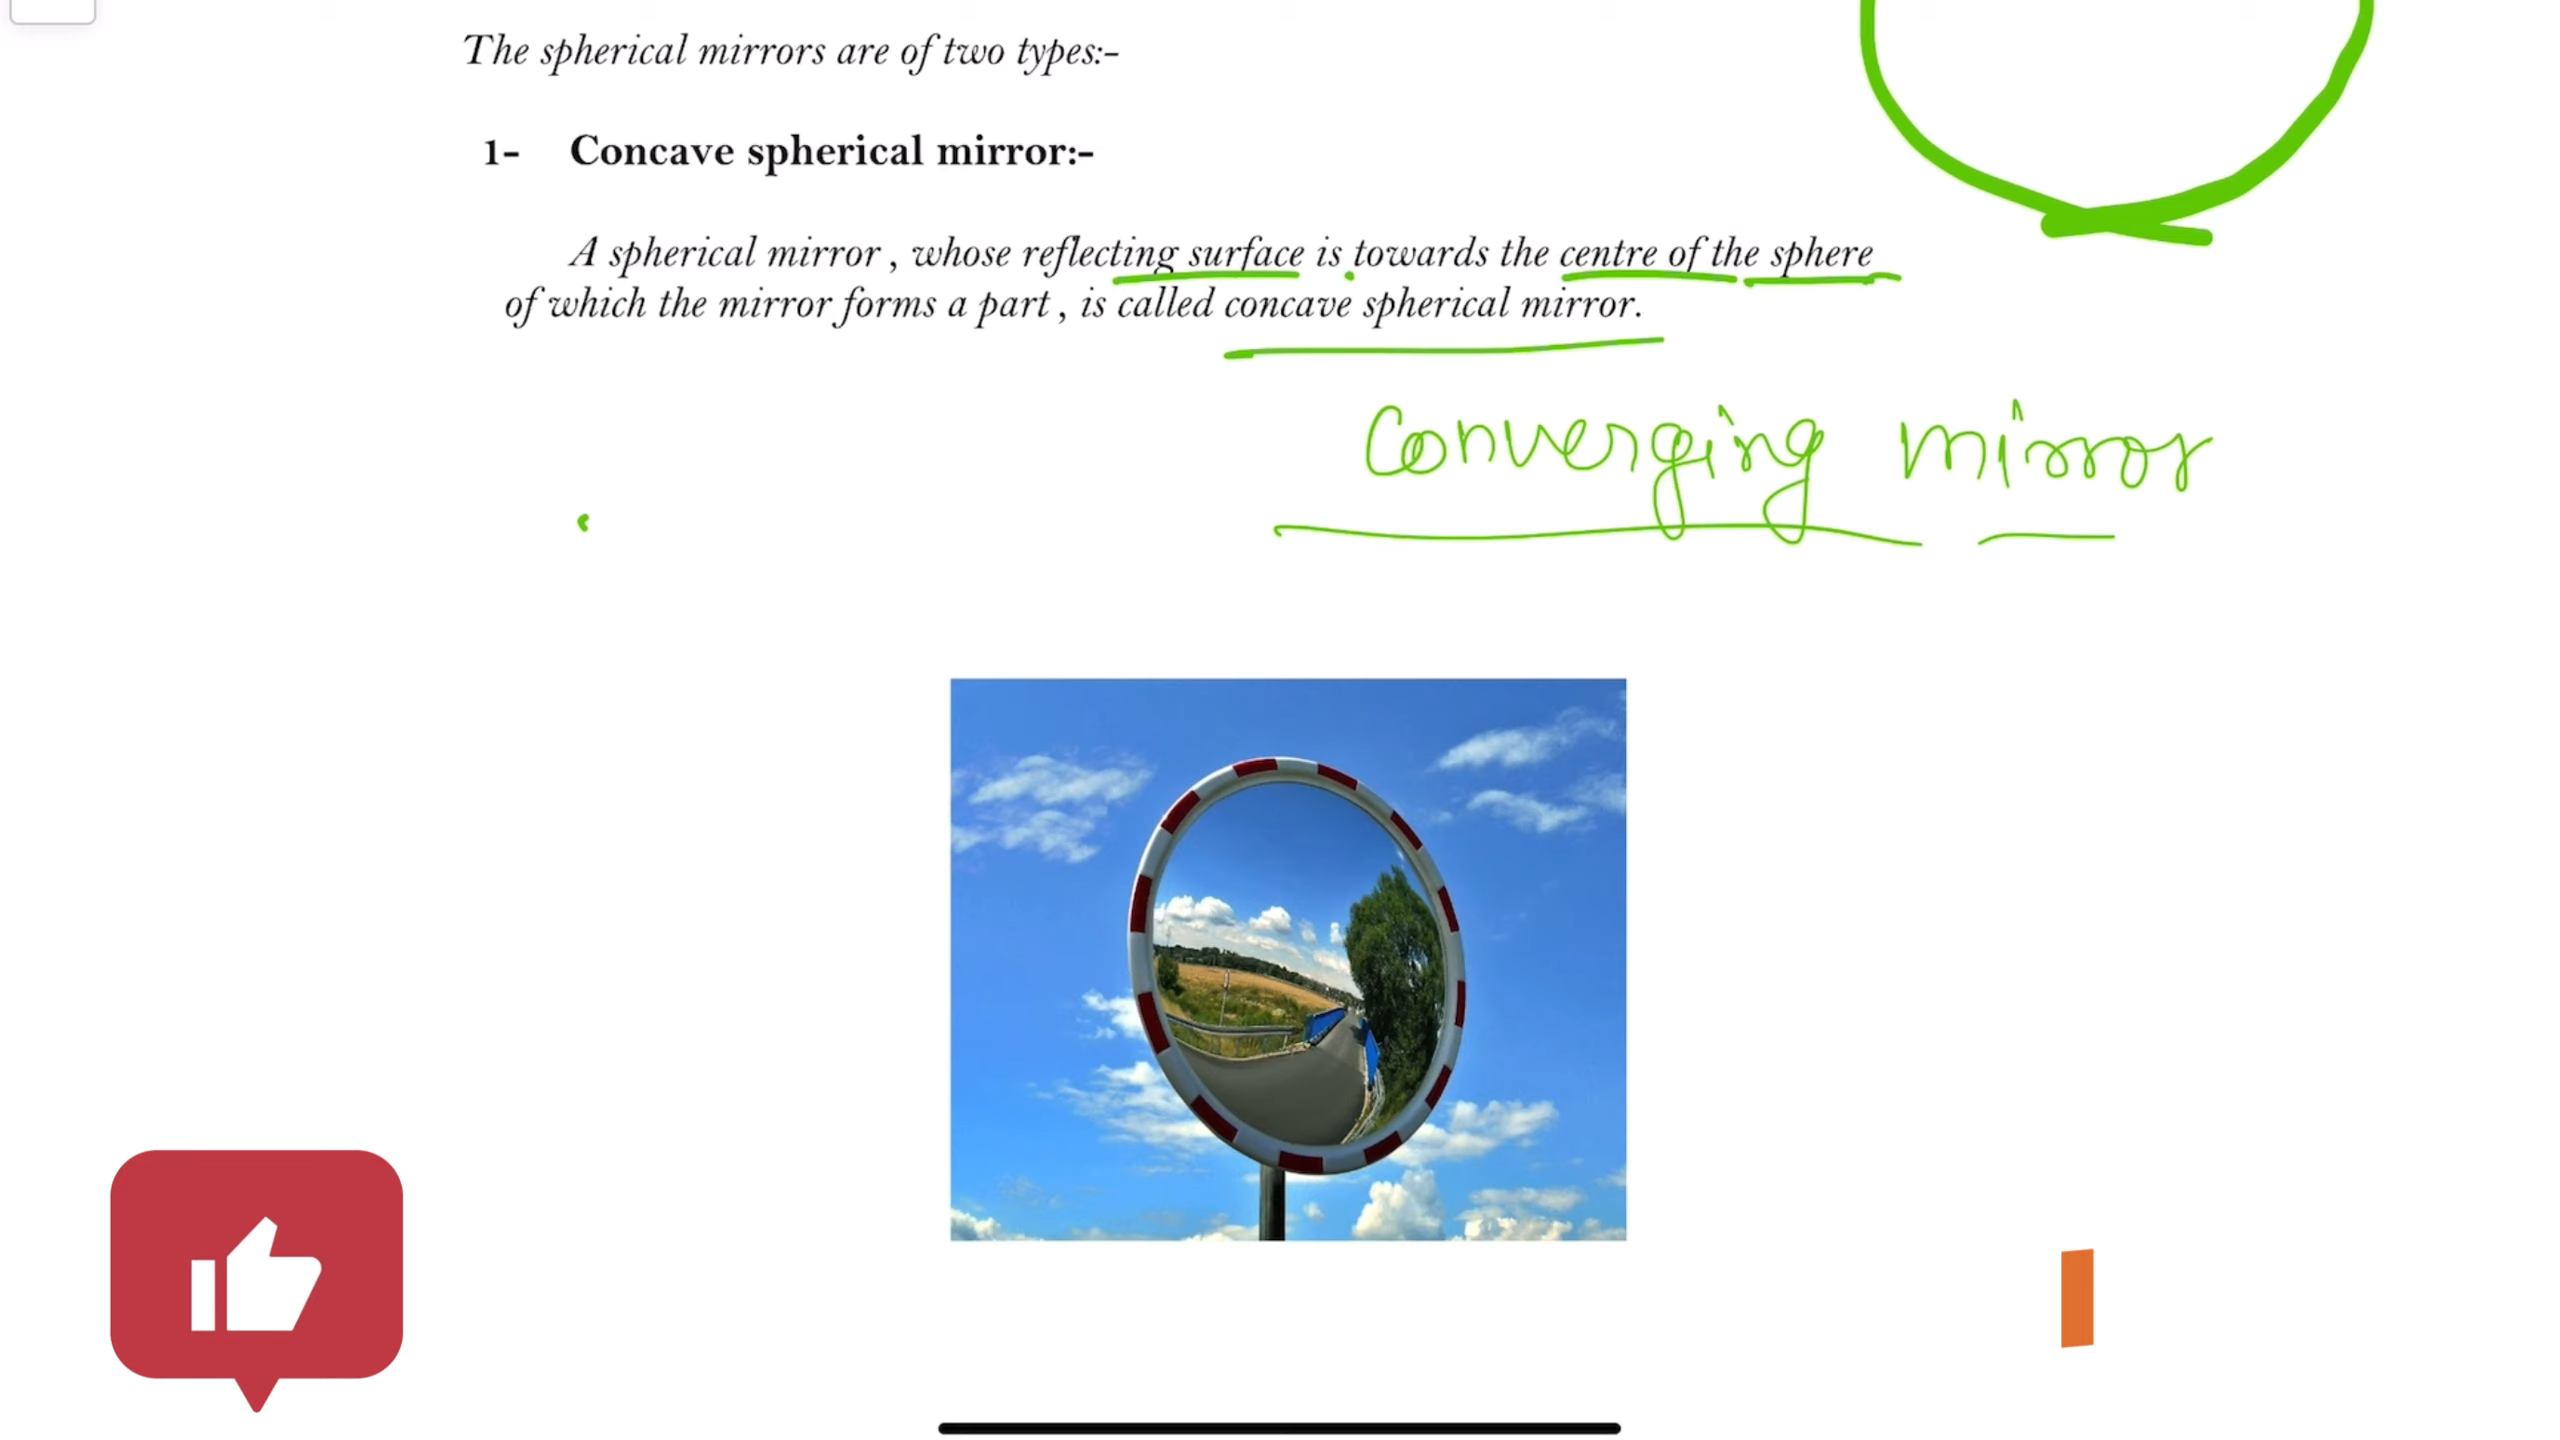 The spherical mirrors are of two types:-
1- Concave spherical mirror:-
A spherical mirror, whose reflecting surface is towards the centre of the sphere
of which the mirror forms a part, is called concave spherical mirror.
Converging mirror